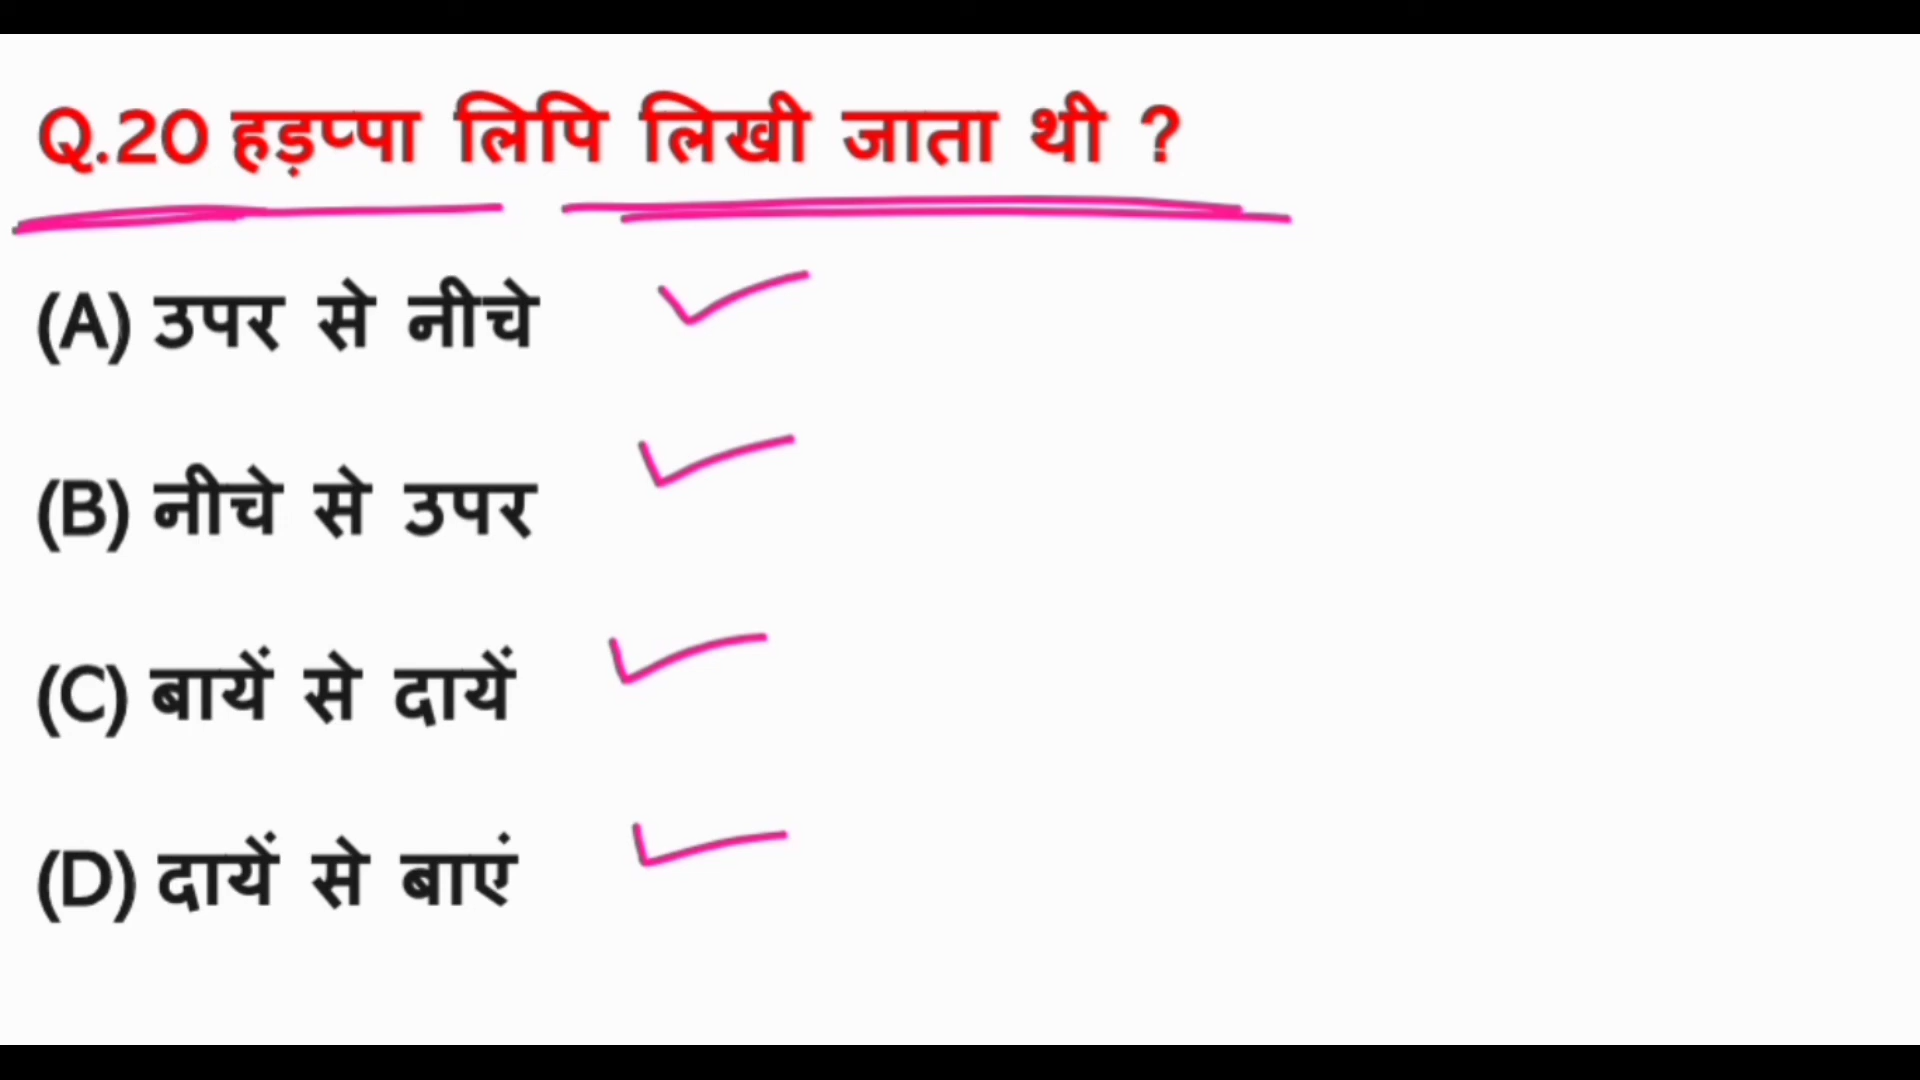 Q.20 हड़प्पा लिपि लिखी जाता थी ?
(A) उपर से नीचे
(B) नीचे से उपर
(C) बायें से दायें
(D) दायें से बाएं